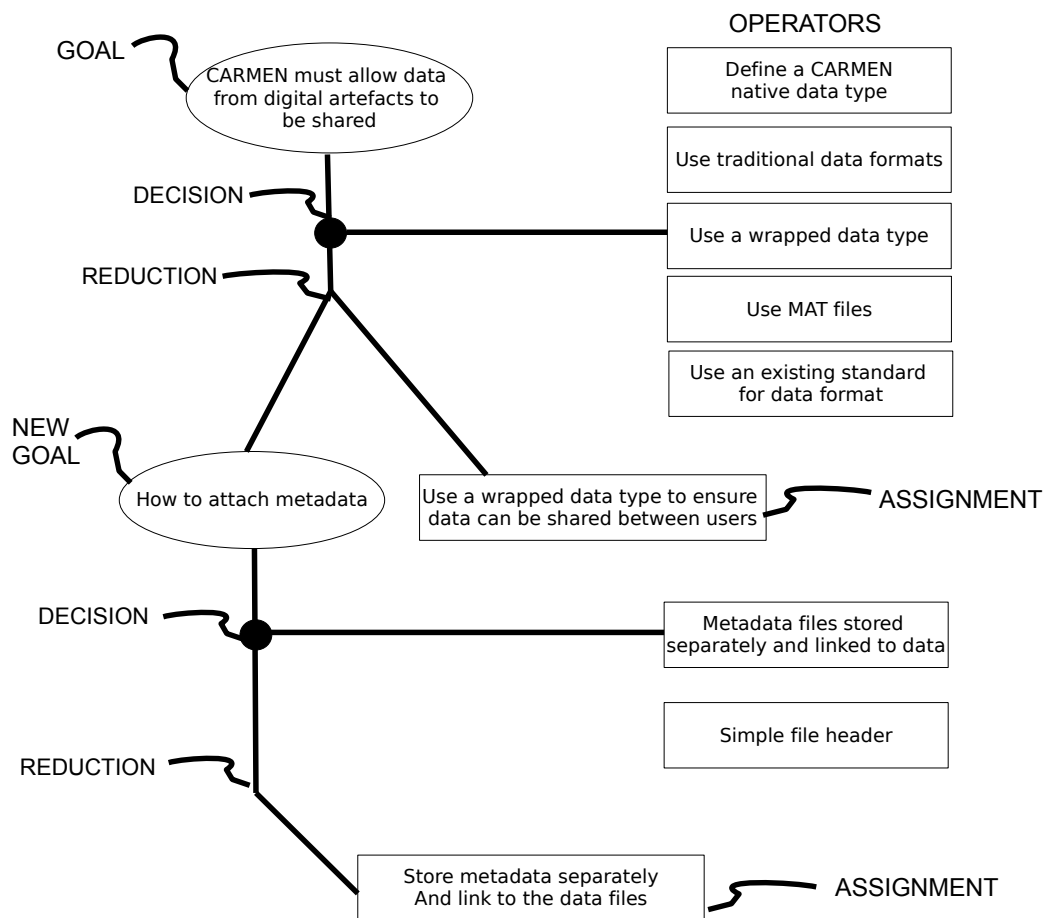 OPERATORS
GOAL
CARMEN must allow data
from digital artefacts to
be shared
Define a CARMEN
native data type
Use traditional data formats
DECISION
Use a wrapped data type
REDUCTION
Use MAT files
Use an existing standard
for data format
NEW
GOAL
How to attach metadata
Use a wrapped data type to ensure
data can be shared between users
ASSIGNMENT
DECISION
Metadata files stored
separately and linked to data
Simple file header
REDUCTION
Store metadata separately
And link to the data files
ASSIGNMENT